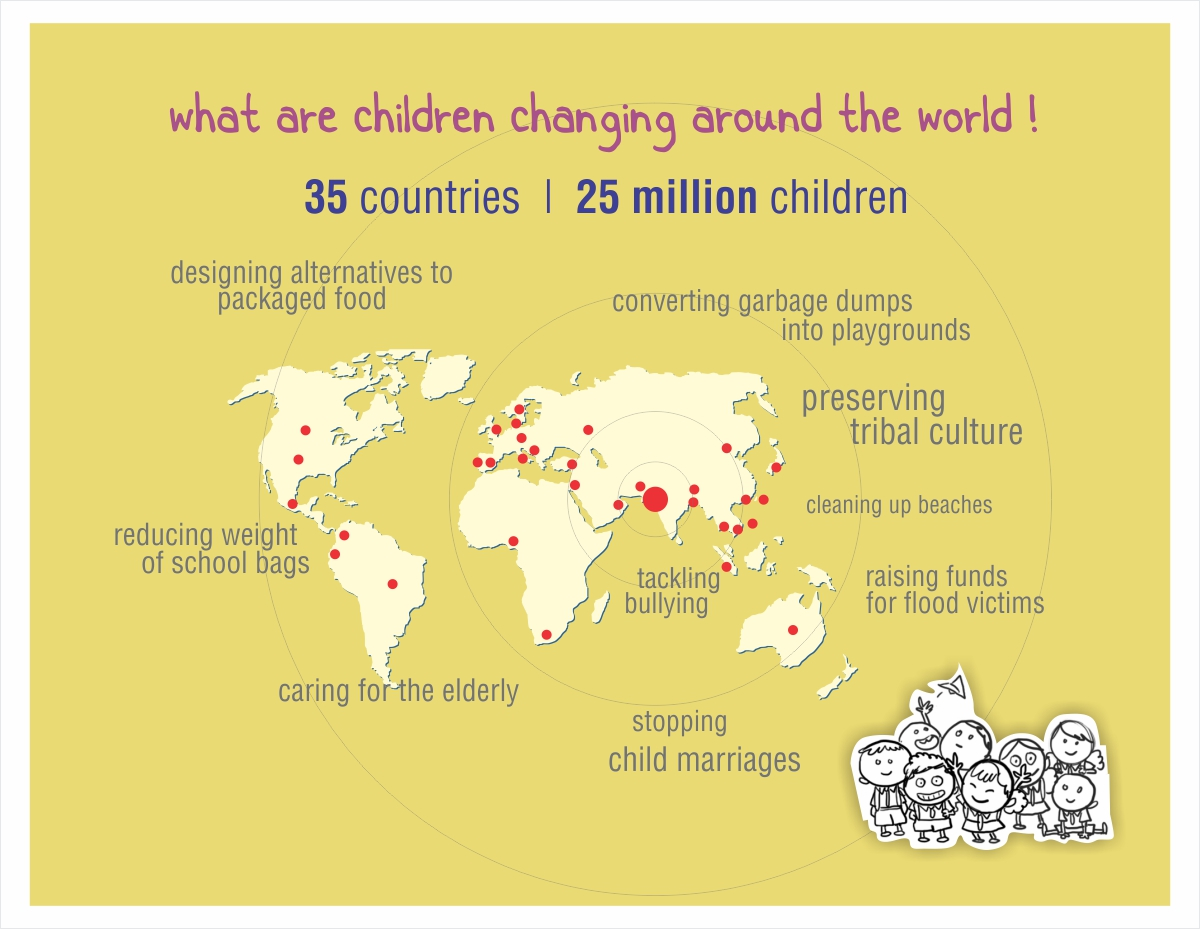 what are children changing around the world !
35 countries | 25 million children
designing alternatives to
packaged food
converting garbage dumps
into playgrounds
preserving
tribal culture
cleaning up beaches
reducing weight
of school bags
tackling
bullying
raising funds
for flood victims
caring for the elderly
stopping
child marriages